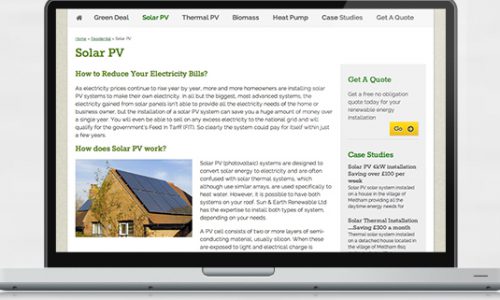 Green Deal Solar PV Thermal PV Biomass Heat Pump Case Studies Get A Quote
Home » Residential » Solar PV
Solar PV
How to Reduce Your Electricity Bills?
As electricity prices continue to rise year by year, more and more homeowners are installing solar
PV systems to make their own electricity. In all but the biggest, most advanced systems, the
electricity gained from solar panels isn't able to provide all the electricity needs of the home or
business owner, but the installation of a solar PV system can save you a huge amount of money over
a single year. You will even be able to sell on any excess electricity to the national grid and will
qualify for the government's Feed in Tarff (FIT). So clearly the system could pay for itself within just
a few years.
How does Solar PV work?
Solar PV (photovoltaic) systems are designed to
convert solar energy to electricity and are often
confused with solar thermal systems, which
although use similar arrays, are used specifically to
heat water. However, it is possible to have both
systems on your roof. Sun & Earth Renewable Ltd
has the expertise to install both types of system,
depending on your needs.
A PV cell consists of two or more layers of semi-
conducting material, usually silicon. When these
are exposed to light and electrical charge is
Get A Quote
Get a free no obligation
quote today for your
renewable energy
installation
Go
Case Studies
Solar PV 4kW installation
Saving over £100 per
week
Solar PV solar system installed
on a house in the village of
Meltham providing all the
daytime energy needs for
Solar Thermal Installation
....Saving £300 a month
Thermal solar system installed
on a detached house located in
the village of Meltham 8sq